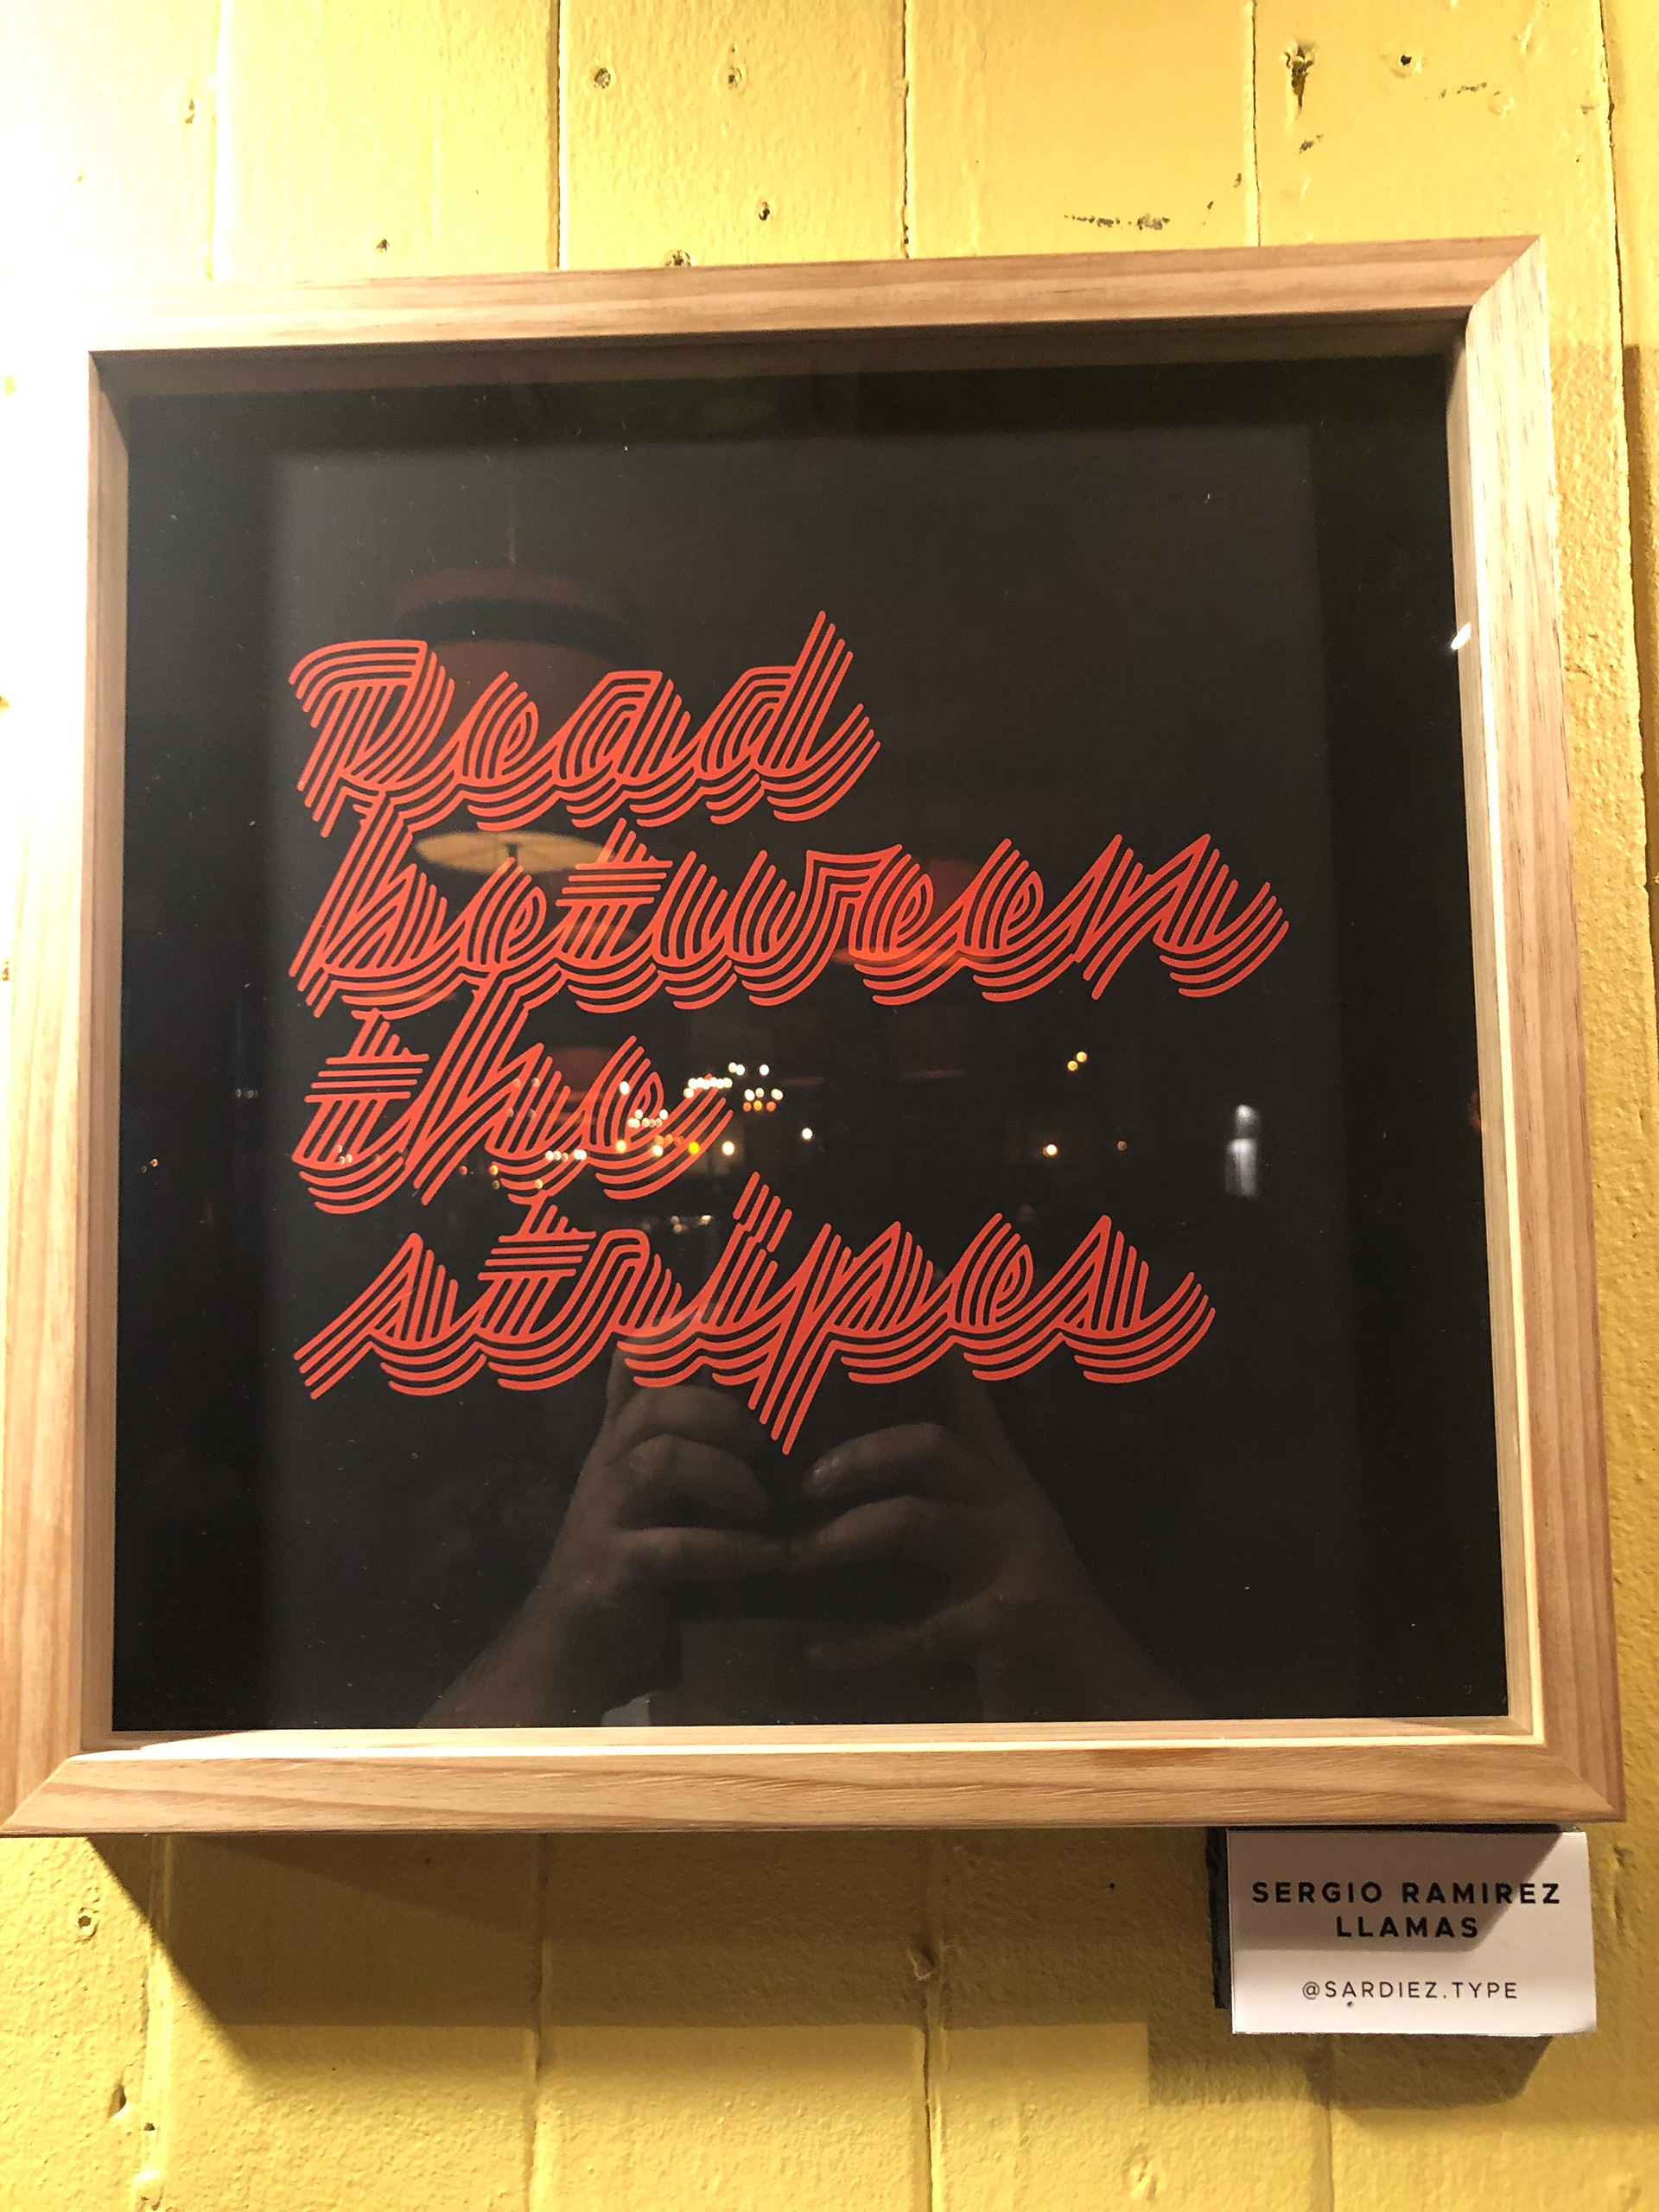 Read
between
the
stripes
SERGIO RAMIREZ
LLAMAS
@SARDIEZ.TYPE